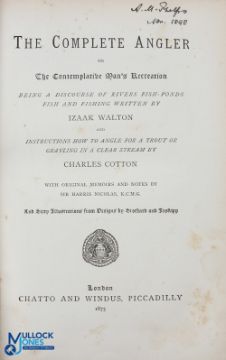 Nov. 1898
THE COMPLETE ANGLER
OR
The Contemplative Man's Recreation
BEING A DISCOURSE OF RIVERS FISH-PONDS
FISH AND FISHING WRITTEN BY
IZAAK WALTON
AND
INSTRUCTIONS HOW TO ANGLE FOR A TROUT OR
GRAYLING IN A CLEAR STREAM BY
CHARLES COTTON
WITH ORIGINAL MEMOIRS AND NOTES BY
SIR HARRIS NICOLAS, K.C.M.G.
And Sixty Illustrations from Designs by Stothard and Inskipp
London
CHATTO AND WINDUS, PICCADILLY
1875
MULLOCK
JONES